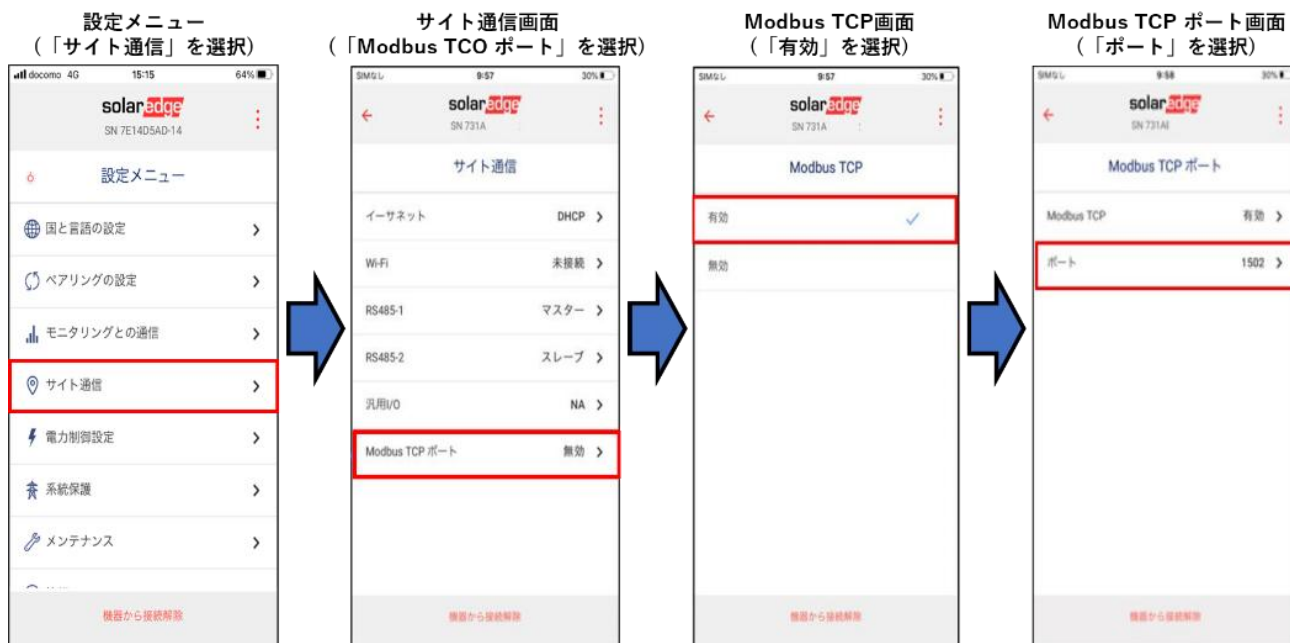 設定メニュー
(「サイト通信」を選択)
docomo 4G 15:15 64%
solaredge
SN 7E14D5AD-14
設定メニュー
国と言語の設定
ペアリングの設定
モニタリングとの通信
サイト通信
電力制御設定
系統保護
メンテナンス
機器から接続解除
サイト通信画面
(「Modbus TCO ポート」を選択)
SIMなし 9:57 30%
solaredge
SN 731A
サイト通信
イーサネット DHCP
Wi-Fi 未接続
RS485-1 マスター
RS485-2 スレーブ
汎用I/O NA
Modbus TCP ポート 無効
機器から接続解除
Modbus TCP画面
(「有効」を選択)
SIMなし 9:57 30%
solaredge
SN 731A
Modbus TCP
有効
無効
機器から接続解除
Modbus TCP ポート画面
(「ポート」を選択)
SIMなし 9:58 30%
solaredge
SN 731AE
Modbus TCP ポート
Modbus TCP 有効
ポート 1502
機器から接続解除